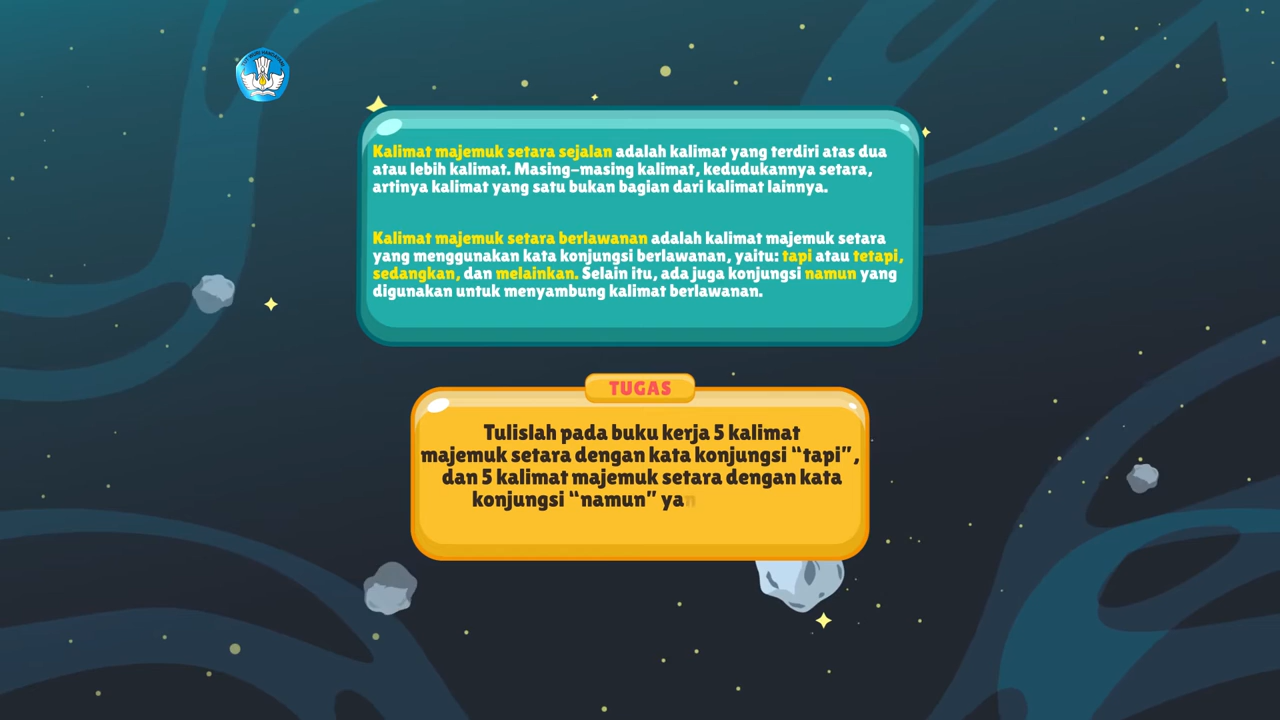 Kalimat majemuk setara sejalan adalah kalimat yang terdiri atas dua
atau lebih kalimat. Masing-masing kalimat, kedudukannya setara,
artinya kalimat yang satu bukan bagian dari kalimat lainnya.
Kalimat majemuk setara berlawanan adalah kalimat majemuk setara
yang menggunakan kata konjungsi berlawanan, yaitu: tapi atau tetapi,
sedangkan, dan melainkan. Selain itu, ada juga konjungsi namun yang
digunakan untuk menyambung kalimat berlawanan.
TUGAS
Tulislah pada buku kerja 5 kalimat
majemuk setara dengan kata konjungsi “tapi”,
dan 5 kalimat majemuk setara dengan kata
konjungsi “namun” yan